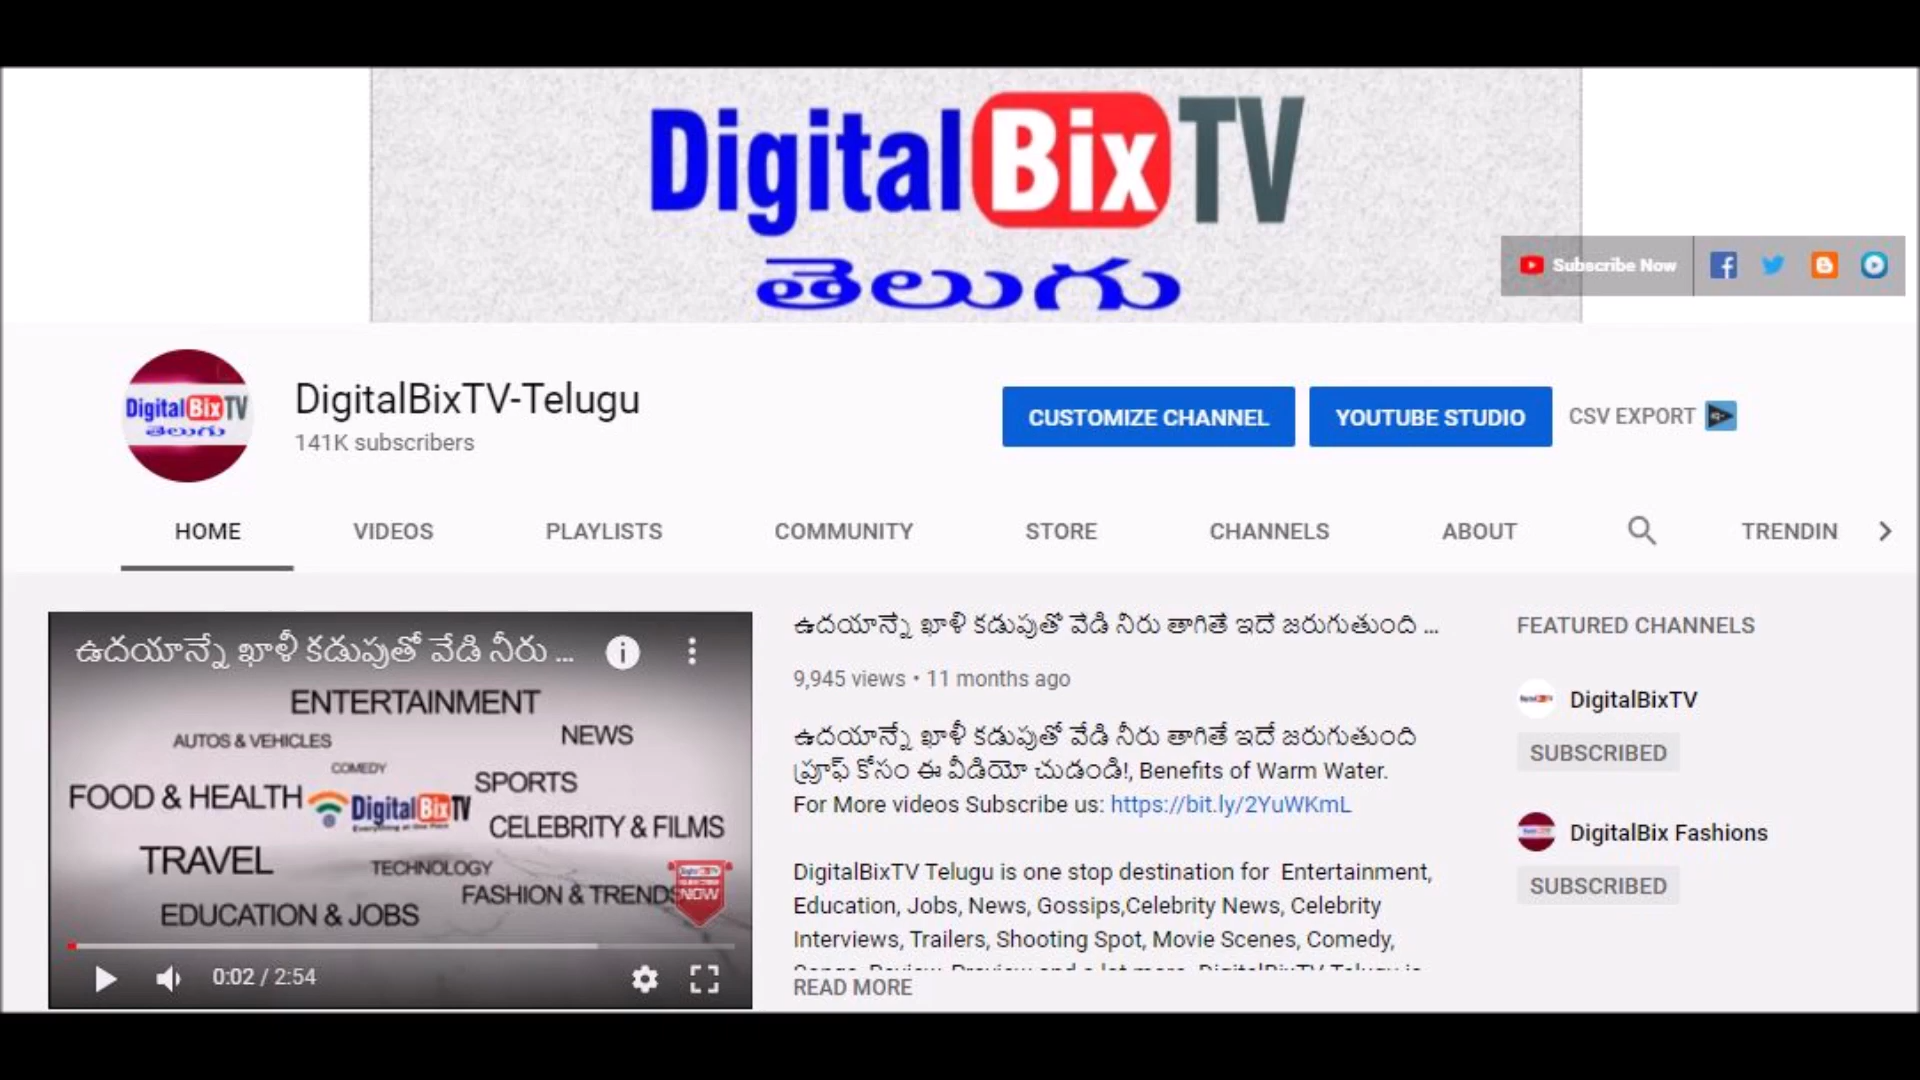 DigitalBixTV
తెలుగు
Subscribe Now
DigitalBixTV
తెలుగు
DigitalBixTV-Telugu
141K subscribers
CUSTOMIZE CHANNEL
YOUTUBE STUDIO
CSV EXPORT
HOME
VIDEOS
PLAYLISTS
COMMUNITY
STORE
CHANNELS
ABOUT
TRENDIN
ఉదయాన్నే ఖాళీ కడుపుతో వేడి నీరు ...
ENTERTAINMENT
AUTOS & VEHICLES
NEWS
COMEDY
SPORTS
FOOD & HEALTH
DigitalBixTV
Everything at One Place
CELEBRITY & FILMS
TRAVEL
TECHNOLOGY
FASHION & TRENDS
NOW
EDUCATION & JOBS
0:02 / 2:54
ఉదయాన్నే ఖాళి కడుపుతో వేడి నీరు తాగితే ఇదే జరుగుతుంది ...
9,945 views • 11 months ago
ఉదయాన్నే ఖాళీ కడుపుతో వేడి నీరు తాగితే ఇదే జరుగుతుంది
ప్రూఫ్ కోసం ఈ వీడియో చుడండి!, Benefits of Warm Water.
For More videos Subscribe us: https://bit.ly/2YuWKmL
DigitalBixTV Telugu is one stop destination for Entertainment,
Education, Jobs, News, Gossips,Celebrity News, Celebrity
Interviews, Trailers, Shooting Spot, Movie Scenes, Comedy,
READ MORE
FEATURED CHANNELS
DigitalBixTV
SUBSCRIBED
DigitalBix Fashions
SUBSCRIBED